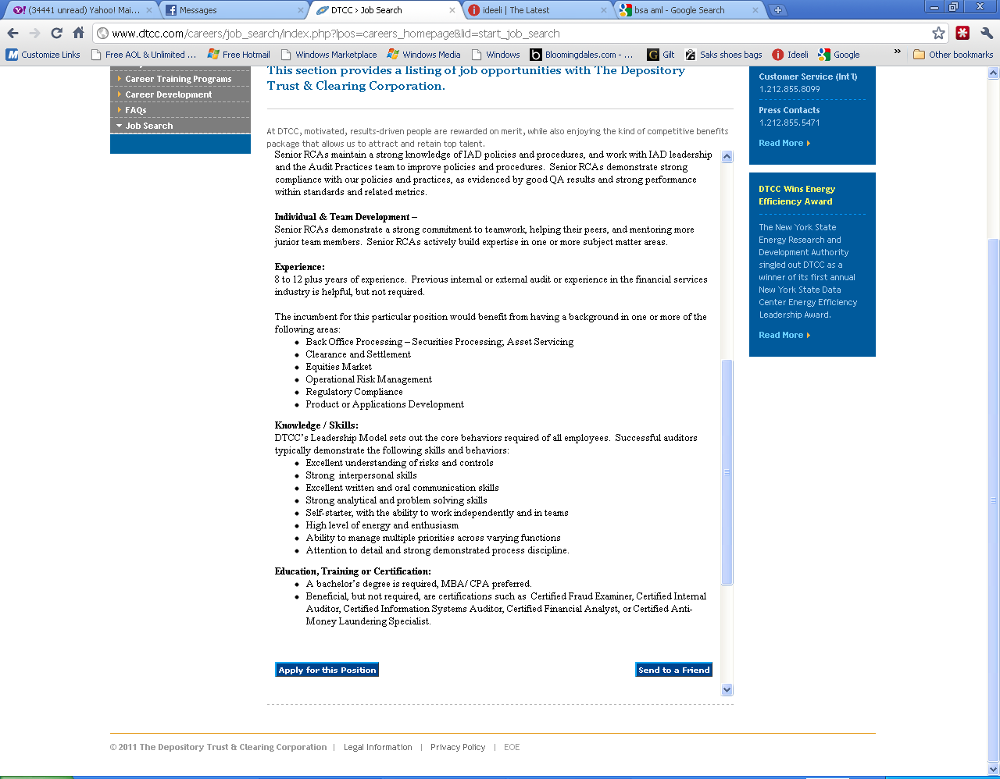 (34441 unread) Yahoo! Mai...
Messages
DTCC > Job Search
ideeli | The Latest
bsa aml - Google Search
www.dtcc.com/careers/job_search/index.php?lpos=careers_homepage&lid=start_job_search
Customize Links
Free AOL & Unlimited ...
Free Hotmail
Windows Marketplace
Windows Media
Windows
Bloomingdales.com - ...
Gilt
Saks shoes bags
Ideeli
Google
»
Other bookmarks
Career Training Programs
Career Development
FAQs
Job Search
This section provides a listing of job opportunities with The Depository
Trust & Clearing Corporation.
At DTCC, motivated, results-driven people are rewarded on merit, while also enjoying the kind of competitive benefits
package that allows us to attract and retain top talent.
Senior RCAs maintain a strong knowledge of IAD policies and procedures, and work with IAD leadership
and the Audit Practices team to improve policies and procedures.  Senior RCAs demonstrate strong
compliance with our policies and practices, as evidenced by good QA results and strong performance
within standards and related metrics.
Individual & Team Development –
Senior RCAs demonstrate a strong commitment to teamwork, helping their peers, and mentoring more
junior team members.  Senior RCAs actively build expertise in one or more subject matter areas.
Experience:
8 to 12 plus years of experience.  Previous internal or external audit or experience in the financial services
industry is helpful, but not required.
The incumbent for this particular position would benefit from having a background in one or more of the
following areas:
• Back Office Processing – Securities Processing; Asset Servicing
• Clearance and Settlement
• Equities Market
• Operational Risk Management
• Regulatory Compliance
• Product or Applications Development
Knowledge / Skills:
DTCC's Leadership Model sets out the core behaviors required of all employees.  Successful auditors
typically demonstrate the following skills and behaviors:
• Excellent understanding of risks and controls
• Strong  interpersonal skills
• Excellent written and oral communication skills
• Strong analytical and problem solving skills
• Self-starter, with the ability to work independently and in teams
• High level of energy and enthusiasm
• Ability to manage multiple priorities across varying functions
• Attention to detail and strong demonstrated process discipline.
Education, Training or Certification:
• A bachelor's degree is required, MBA/ CPA preferred.
• Beneficial, but not required, are certifications such as  Certified Fraud Examiner, Certified Internal
Auditor, Certified Information Systems Auditor, Certified Financial Analyst, or Certified Anti-
Money Laundering Specialist.
Apply for this Position
Send to a Friend
Customer Service (Int'l)
1.212.855.8099
Press Contacts
1.212.855.5471
Read More
DTCC Wins Energy
Efficiency Award
The New York State
Energy Research and
Development Authority
singled out DTCC as a
winner of its first annual
New York State Data
Center Energy Efficiency
Leadership Award.
Read More
© 2011 The Depository Trust & Clearing Corporation | Legal Information | Privacy Policy | EOE